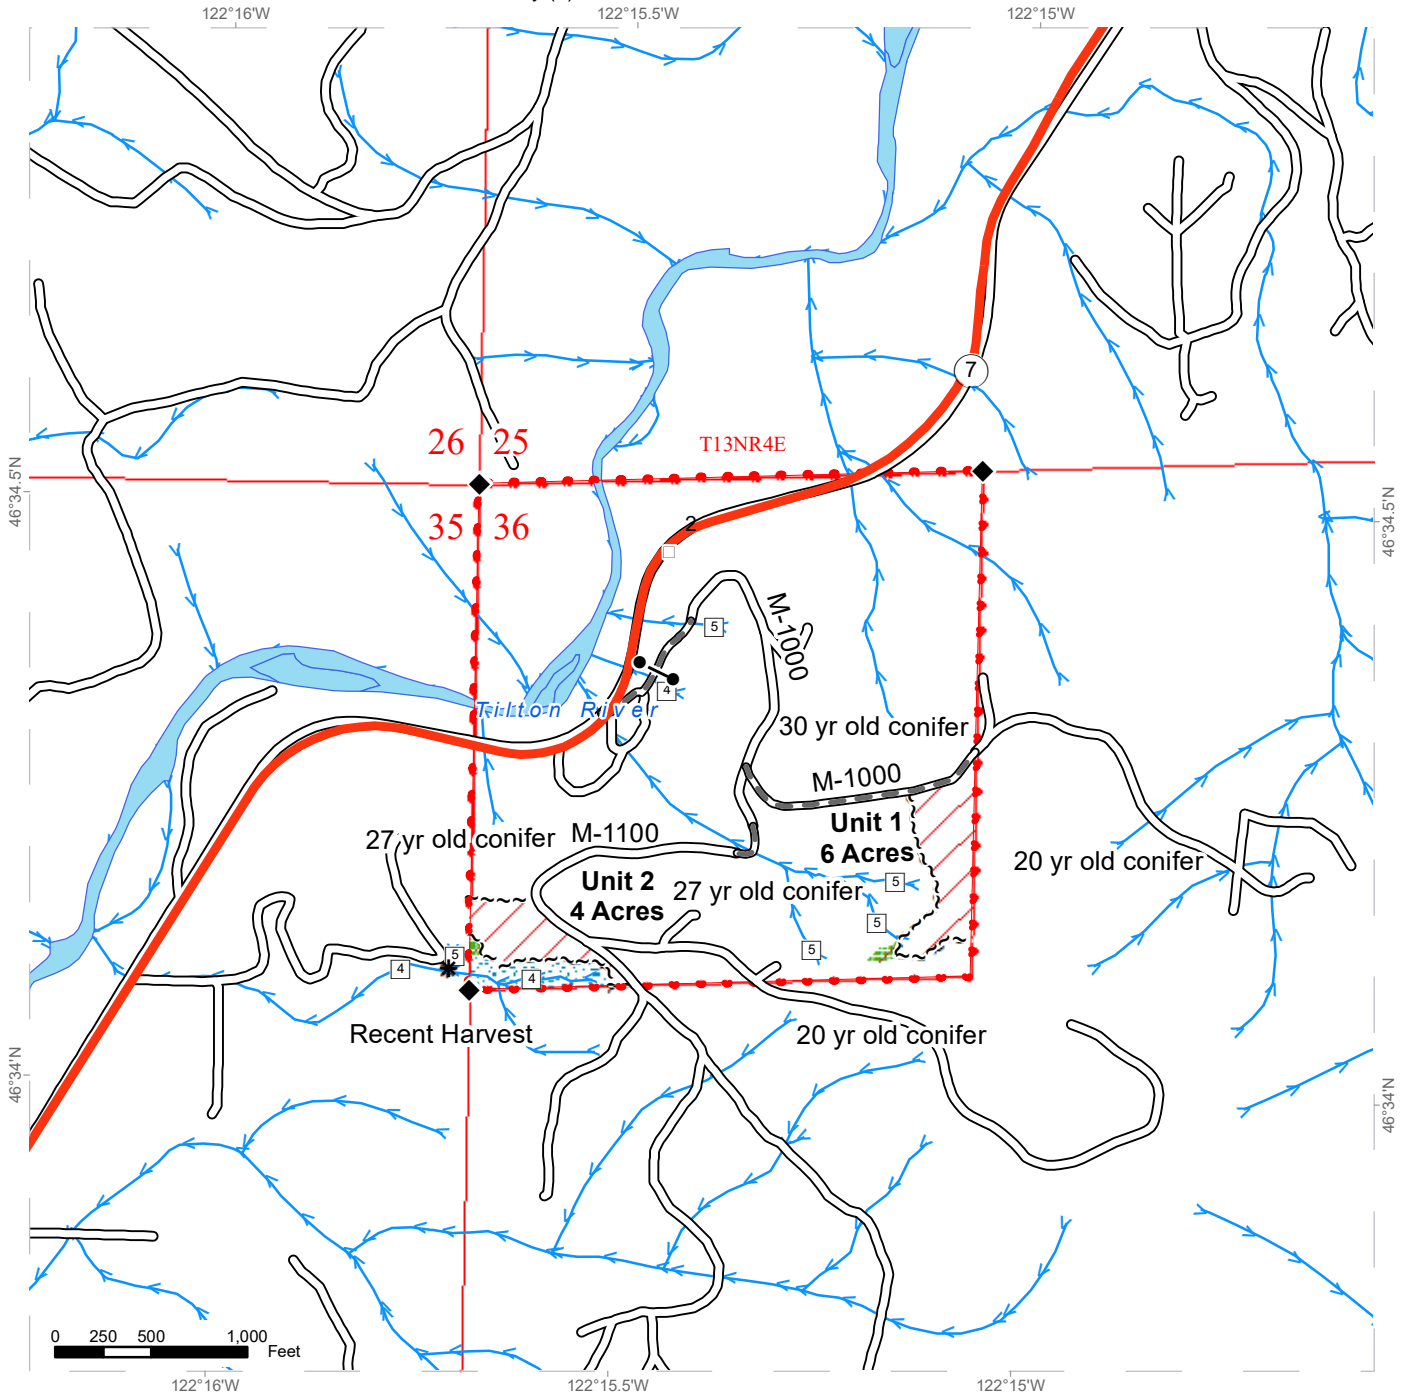 122°16'W 122°15.5'W 122°15'W
7
26 25 T13NR4E
46°34.5'N 46°34.5'N
35 36
2
M-1000
5
4
Tilton River
30 yr old conifer
M-1000
Unit 1
6 Acres
27 yr old conifer M-1100
20 yr old conifer
Unit 2
4 Acres
27 yr old conifer
5
5
5
5
4
4
Recent Harvest
20 yr old conifer
46°34'N 46°34'N
0 250 500 1,000
Feet
122°16'W 122°15.5'W 122°15'W